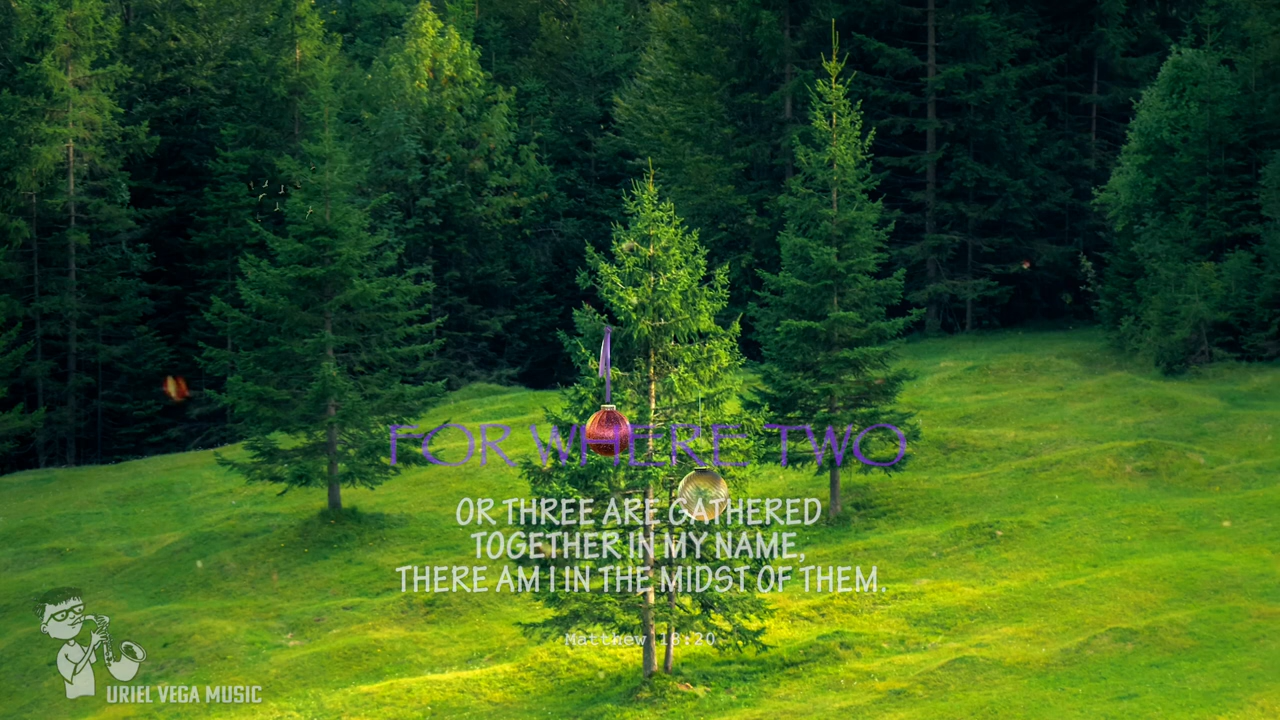 FOR WHERE TWO
OR THREE ARE GATHERED
TOGETHER IN MY NAME,
THERE AM I IN THE MIDST OF THEM.
Matthew 18:20
URIEL VEGA MUSIC